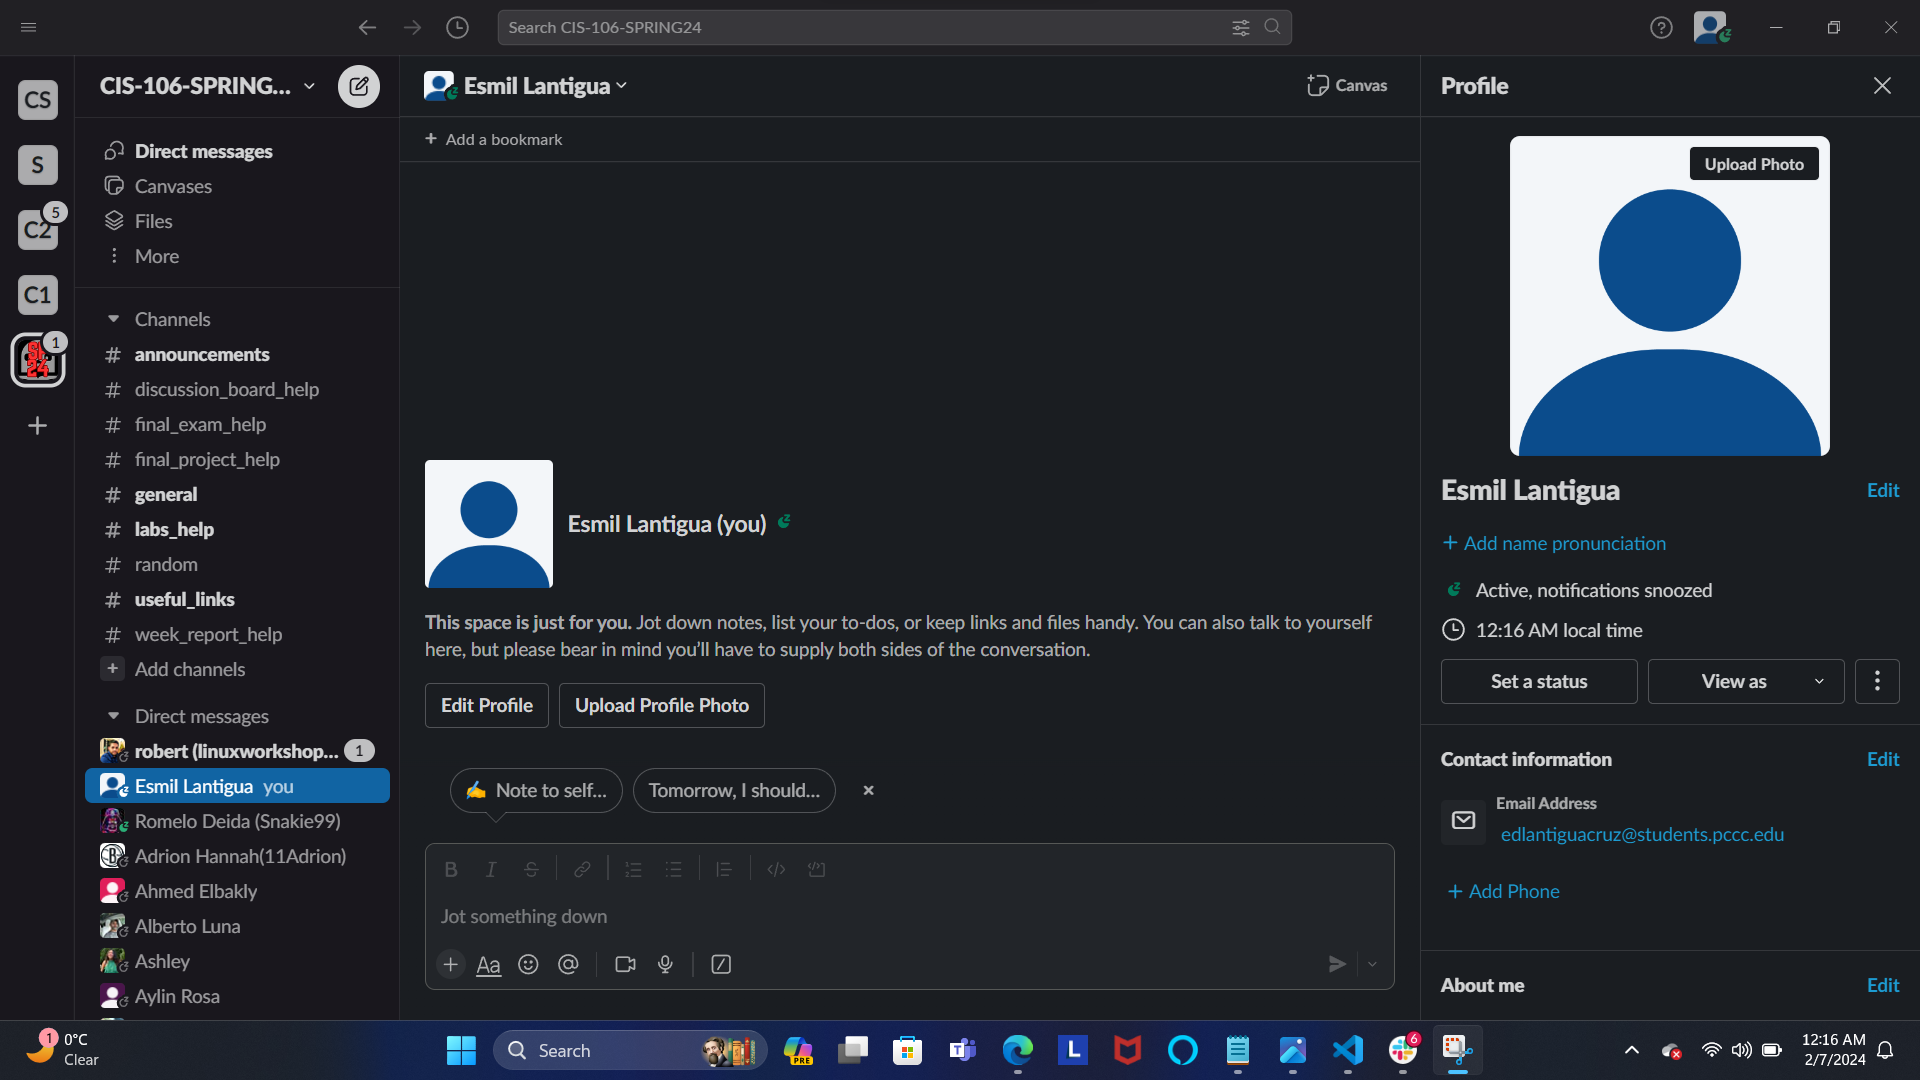 Search CIS-106-SPRING24
CS
S
C2
5
C1
1
CIS-106-SPRING...
Direct messages
Canvases
Files
More
Channels
# announcements
# discussion_board_help
# final_exam_help
# final_project_help
# general
# labs_help
# random
# useful_links
# week_report_help
+ Add channels
Direct messages
robert (linuxworkshop... 1
Esmil Lantigua you
Romelo Deida (Snakie99)
Adrion Hannah(11Adrion)
Ahmed Elbakly
Alberto Luna
Ashley
Aylin Rosa
Esmil Lantigua
Canvas
+ Add a bookmark
Esmil Lantigua (you)
This space is just for you. Jot down notes, list your to-dos, or keep links and files handy. You can also talk to yourself
here, but please bear in mind you’ll have to supply both sides of the conversation.
Edit Profile
Upload Profile Photo
Note to self...
Tomorrow, I should...
Jot something down
Aa
Profile
Upload Photo
Esmil Lantigua
Edit
+ Add name pronunciation
Active, notifications snoozed
12:16 AM local time
Set a status
View as
Contact information
Edit
Email Address
edlantiguacruz@students.pccc.edu
+ Add Phone
About me
Edit
1
0°C
Clear
Search
PRE
L
6
12:16 AM
2/7/2024